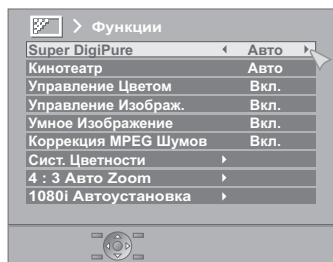 Функции
Super DigiPure Авто
Кинотеатр Авто
Управление Цветом Вкл.
Управление Изображ. Вкл.
Умное Изображение Вкл.
Коррекция MPEG Шумов Вкл.
Сист. Цветности
4 : 3 Авто Zoom
1080i Автоустановка